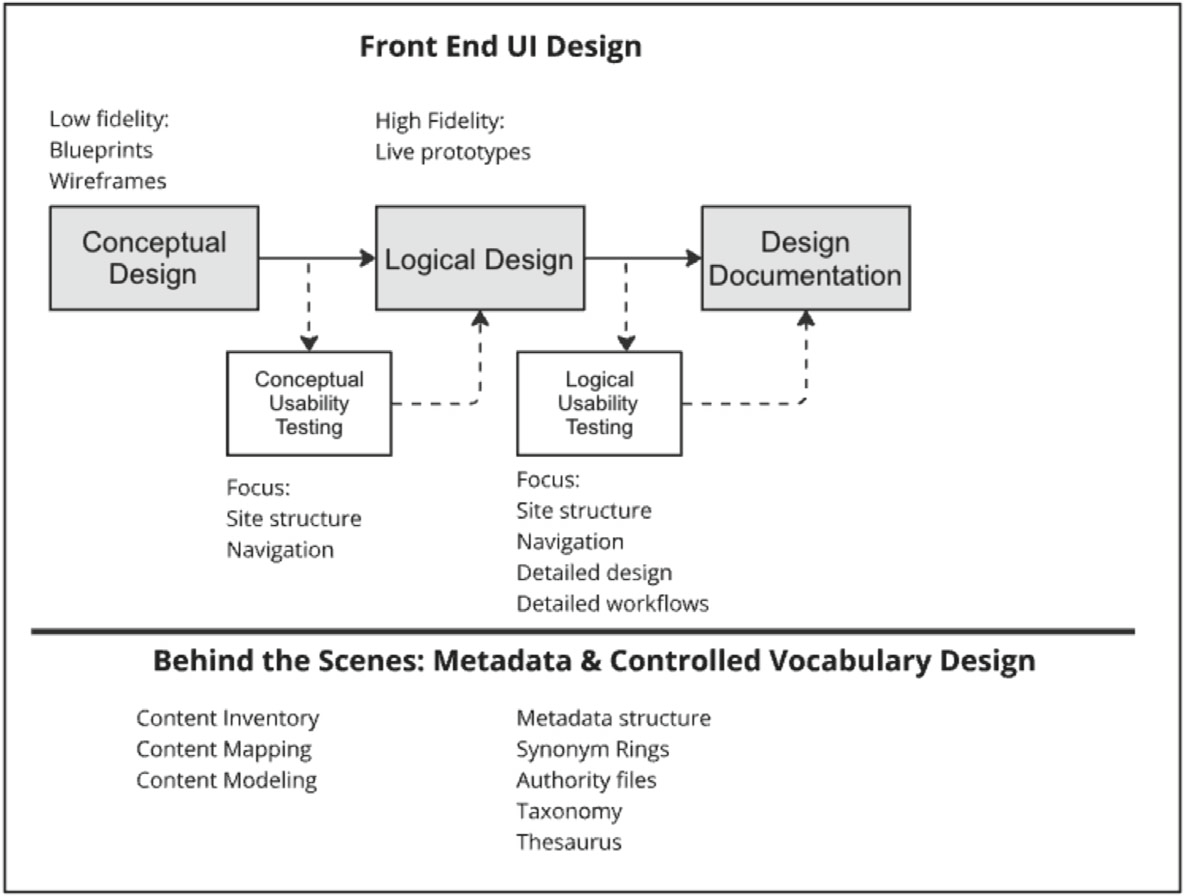 Front End UI Design
Low fidelity:
Blueprints
Wireframes
High Fidelity:
Live prototypes
Conceptual
Design
Logical Design
Design
Documentation
Conceptual
Usability
Testing
Logical
Usability
Testing
Focus:
Site structure
Navigation
Focus:
Site structure
Navigation
Detailed design
Detailed workflows
Behind the Scenes: Metadata & Controlled Vocabulary Design
Content Inventory
Content Mapping
Content Modeling
Metadata structure
Synonym Rings
Authority files
Taxonomy
Thesaurus